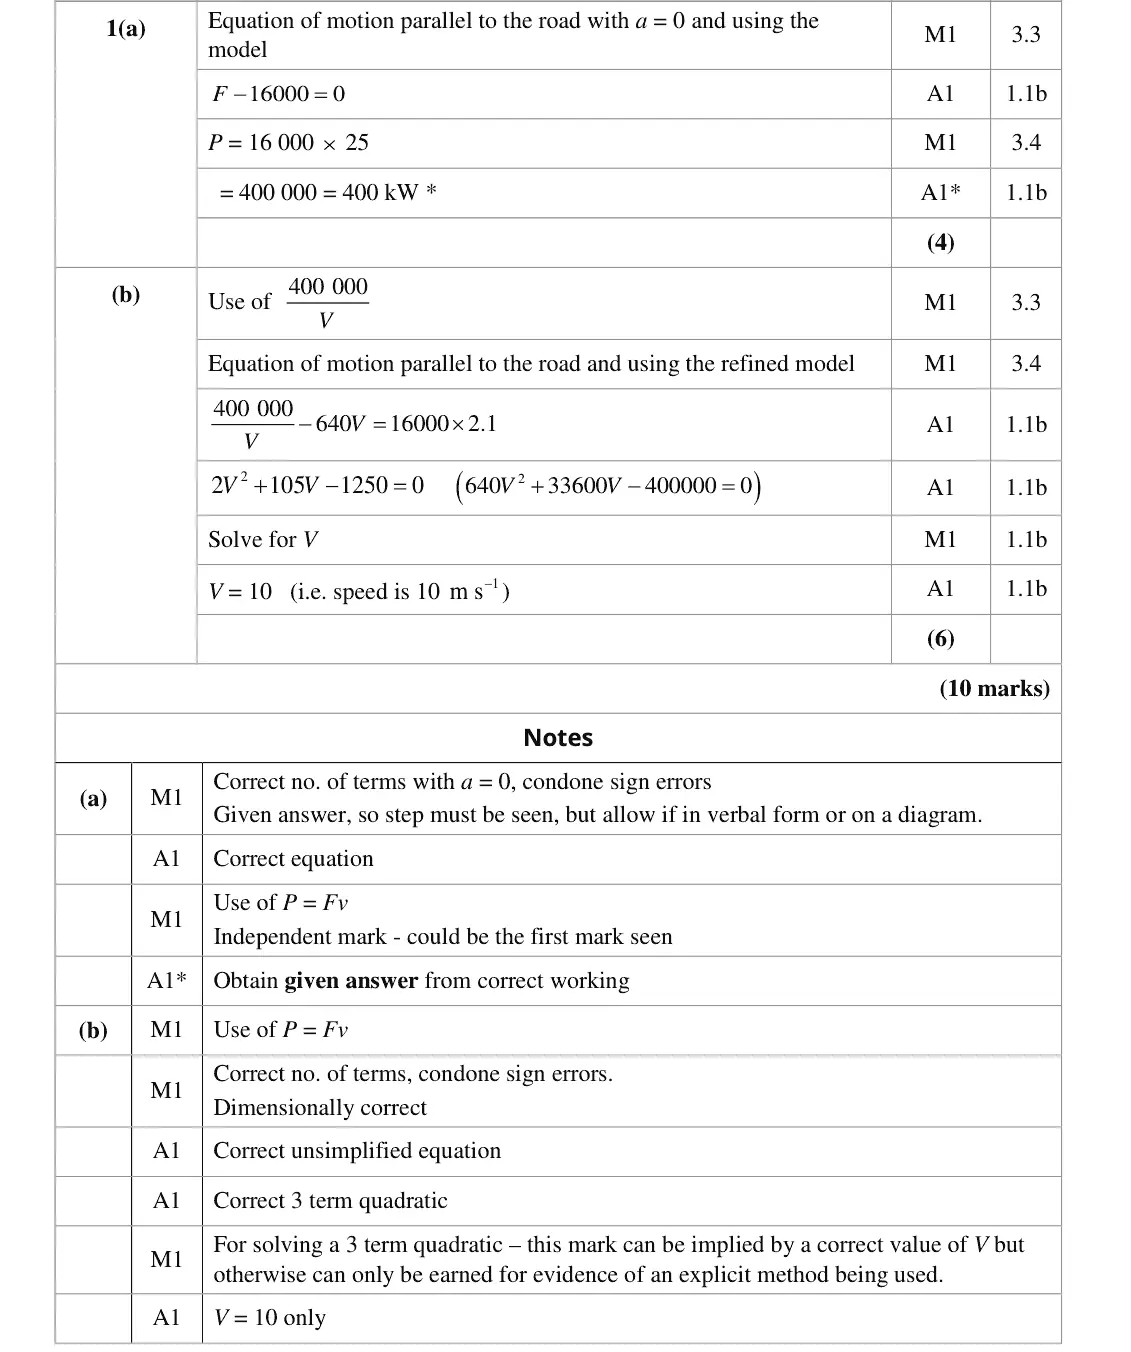 1(a) Equation of motion parallel to the road with a = 0 and using the
model M1 3.3
F − 16000 = 0 A1 1.1b
P = 16 000 × 25 M1 3.4
= 400 000 = 400 kW * A1* 1.1b
(4)
(b) Use of 400 000 / V M1 3.3
Equation of motion parallel to the road and using the refined model M1 3.4
400 000 / V − 640V = 16000 × 2.1 A1 1.1b
2V² + 105V − 1250 = 0 (640V² + 33600V − 400000 = 0) A1 1.1b
Solve for V M1 1.1b
V = 10 (i.e. speed is 10 m s⁻¹) A1 1.1b
(6)
(10 marks)
Notes
(a) M1 Correct no. of terms with a = 0, condone sign errors
Given answer, so step must be seen, but allow if in verbal form or on a diagram.
A1 Correct equation
M1 Use of P = Fv
Independent mark - could be the first mark seen
A1* Obtain given answer from correct working
(b) M1 Use of P = Fv
M1 Correct no. of terms, condone sign errors.
Dimensionally correct
A1 Correct unsimplified equation
A1 Correct 3 term quadratic
M1 For solving a 3 term quadratic – this mark can be implied by a correct value of V but
otherwise can only be earned for evidence of an explicit method being used.
A1 V = 10 only